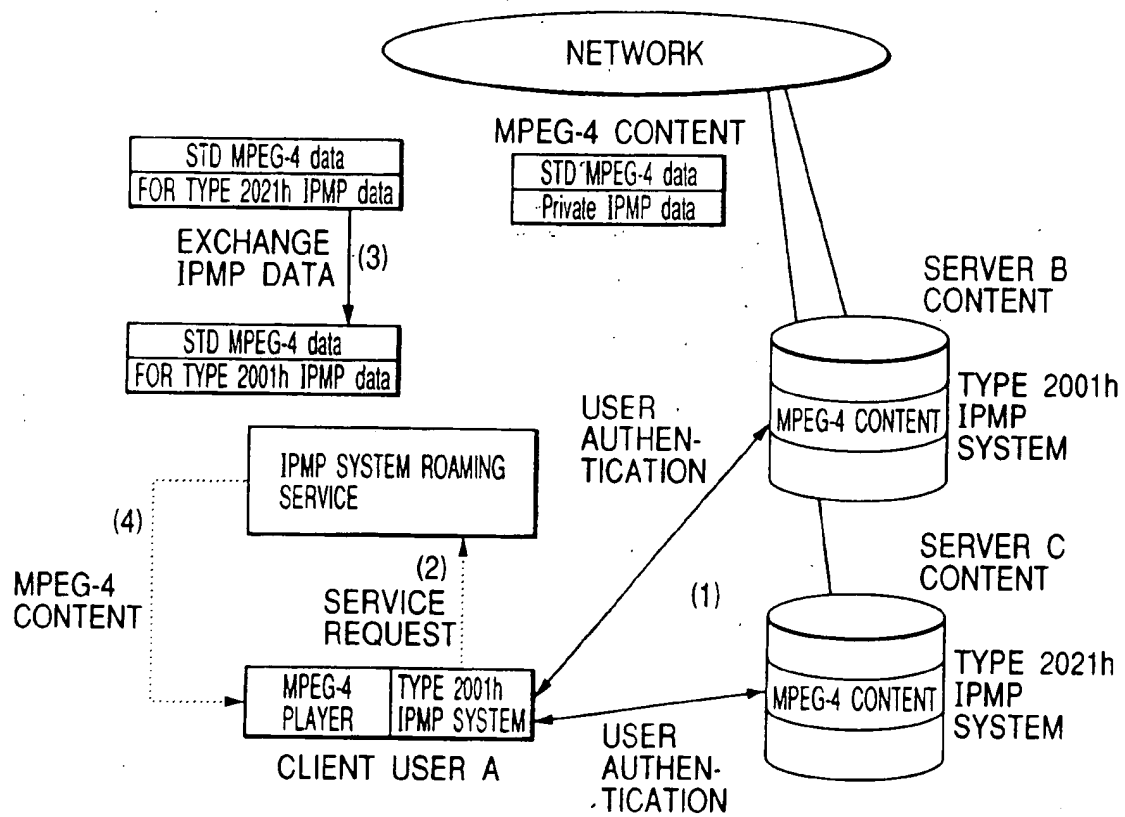 NETWORK
MPEG-4 CONTENT
STD MPEG-4 data
Private IPMP data
STD MPEG-4 data
FOR TYPE 2021h IPMP data
EXCHANGE
IPMP DATA
(3)
STD MPEG-4 data
FOR TYPE 2001h IPMP data
SERVER B
CONTENT
MPEG-4 CONTENT
TYPE 2001h
IPMP
SYSTEM
USER
AUTHEN-
TICATION
IPMP SYSTEM ROAMING
SERVICE
(4)
MPEG-4
CONTENT
(2)
SERVICE
REQUEST
(1)
SERVER C
CONTENT
MPEG-4 CONTENT
TYPE 2021h
IPMP
SYSTEM
MPEG-4
PLAYER
TYPE 2001h
IPMP SYSTEM
CLIENT USER A
USER
AUTHEN-
TICATION